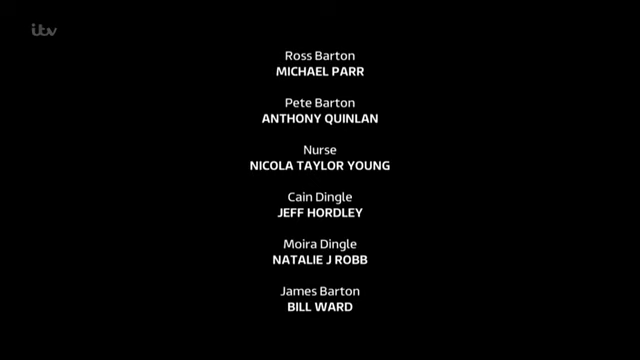 itv
Ross Barton
MICHAEL PARR
Pete Barton
ANTHONY QUINLAN
Nurse
NICOLA TAYLOR YOUNG
Cain Dingle
JEFF HORDLEY
Moira Dingle
NATALIE J ROBB
James Barton
BILL WARD